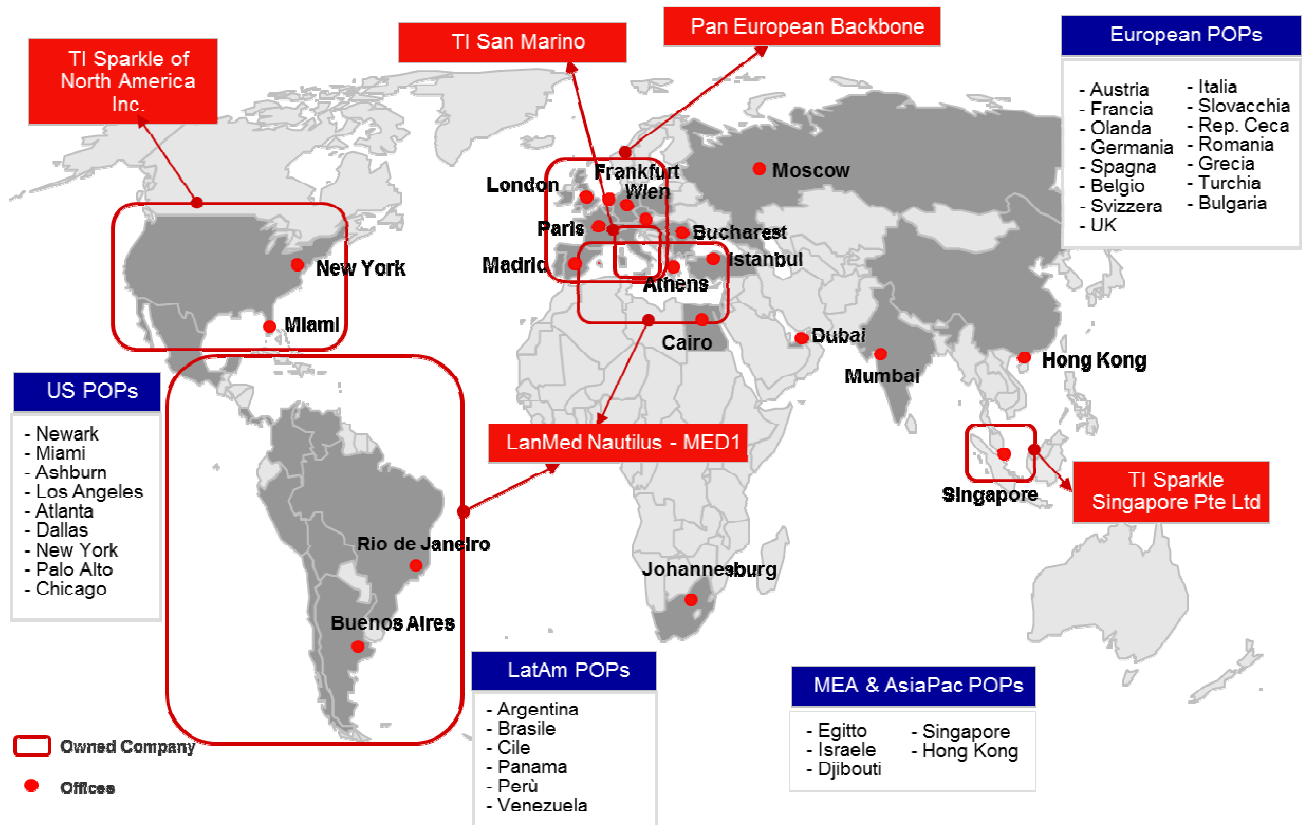 TI Sparkle of
North America
Inc.
TI San Marino
Pan European Backbone
European POPs
- Austria
- Francia
- Olanda
- Germania
- Spagna
- Belgio
- Svizzera
- UK
- Italia
- Slovacchia
- Rep. Ceca
- Romania
- Grecia
- Turchia
- Bulgaria
London
Frankfurt
Wien
Moscow
Paris
Bucharest
Madrid
Istanbul
Athens
New York
Miami
Cairo
Dubai
Mumbai
Hong Kong
US POPs
- Newark
- Miami
- Ashburn
- Los Angeles
- Atlanta
- Dallas
- New York
- Palo Alto
- Chicago
LanMed Nautilus - MED1
Singapore
TI Sparkle
Singapore Pte Ltd
Rio de Janeiro
Buenos Aires
Johannesburg
LatAm POPs
- Argentina
- Brasile
- Cile
- Panama
- Perù
- Venezuela
MEA & AsiaPac POPs
- Egitto
- Israele
- Djibouti
- Singapore
- Hong Kong
Owned Company
Offices